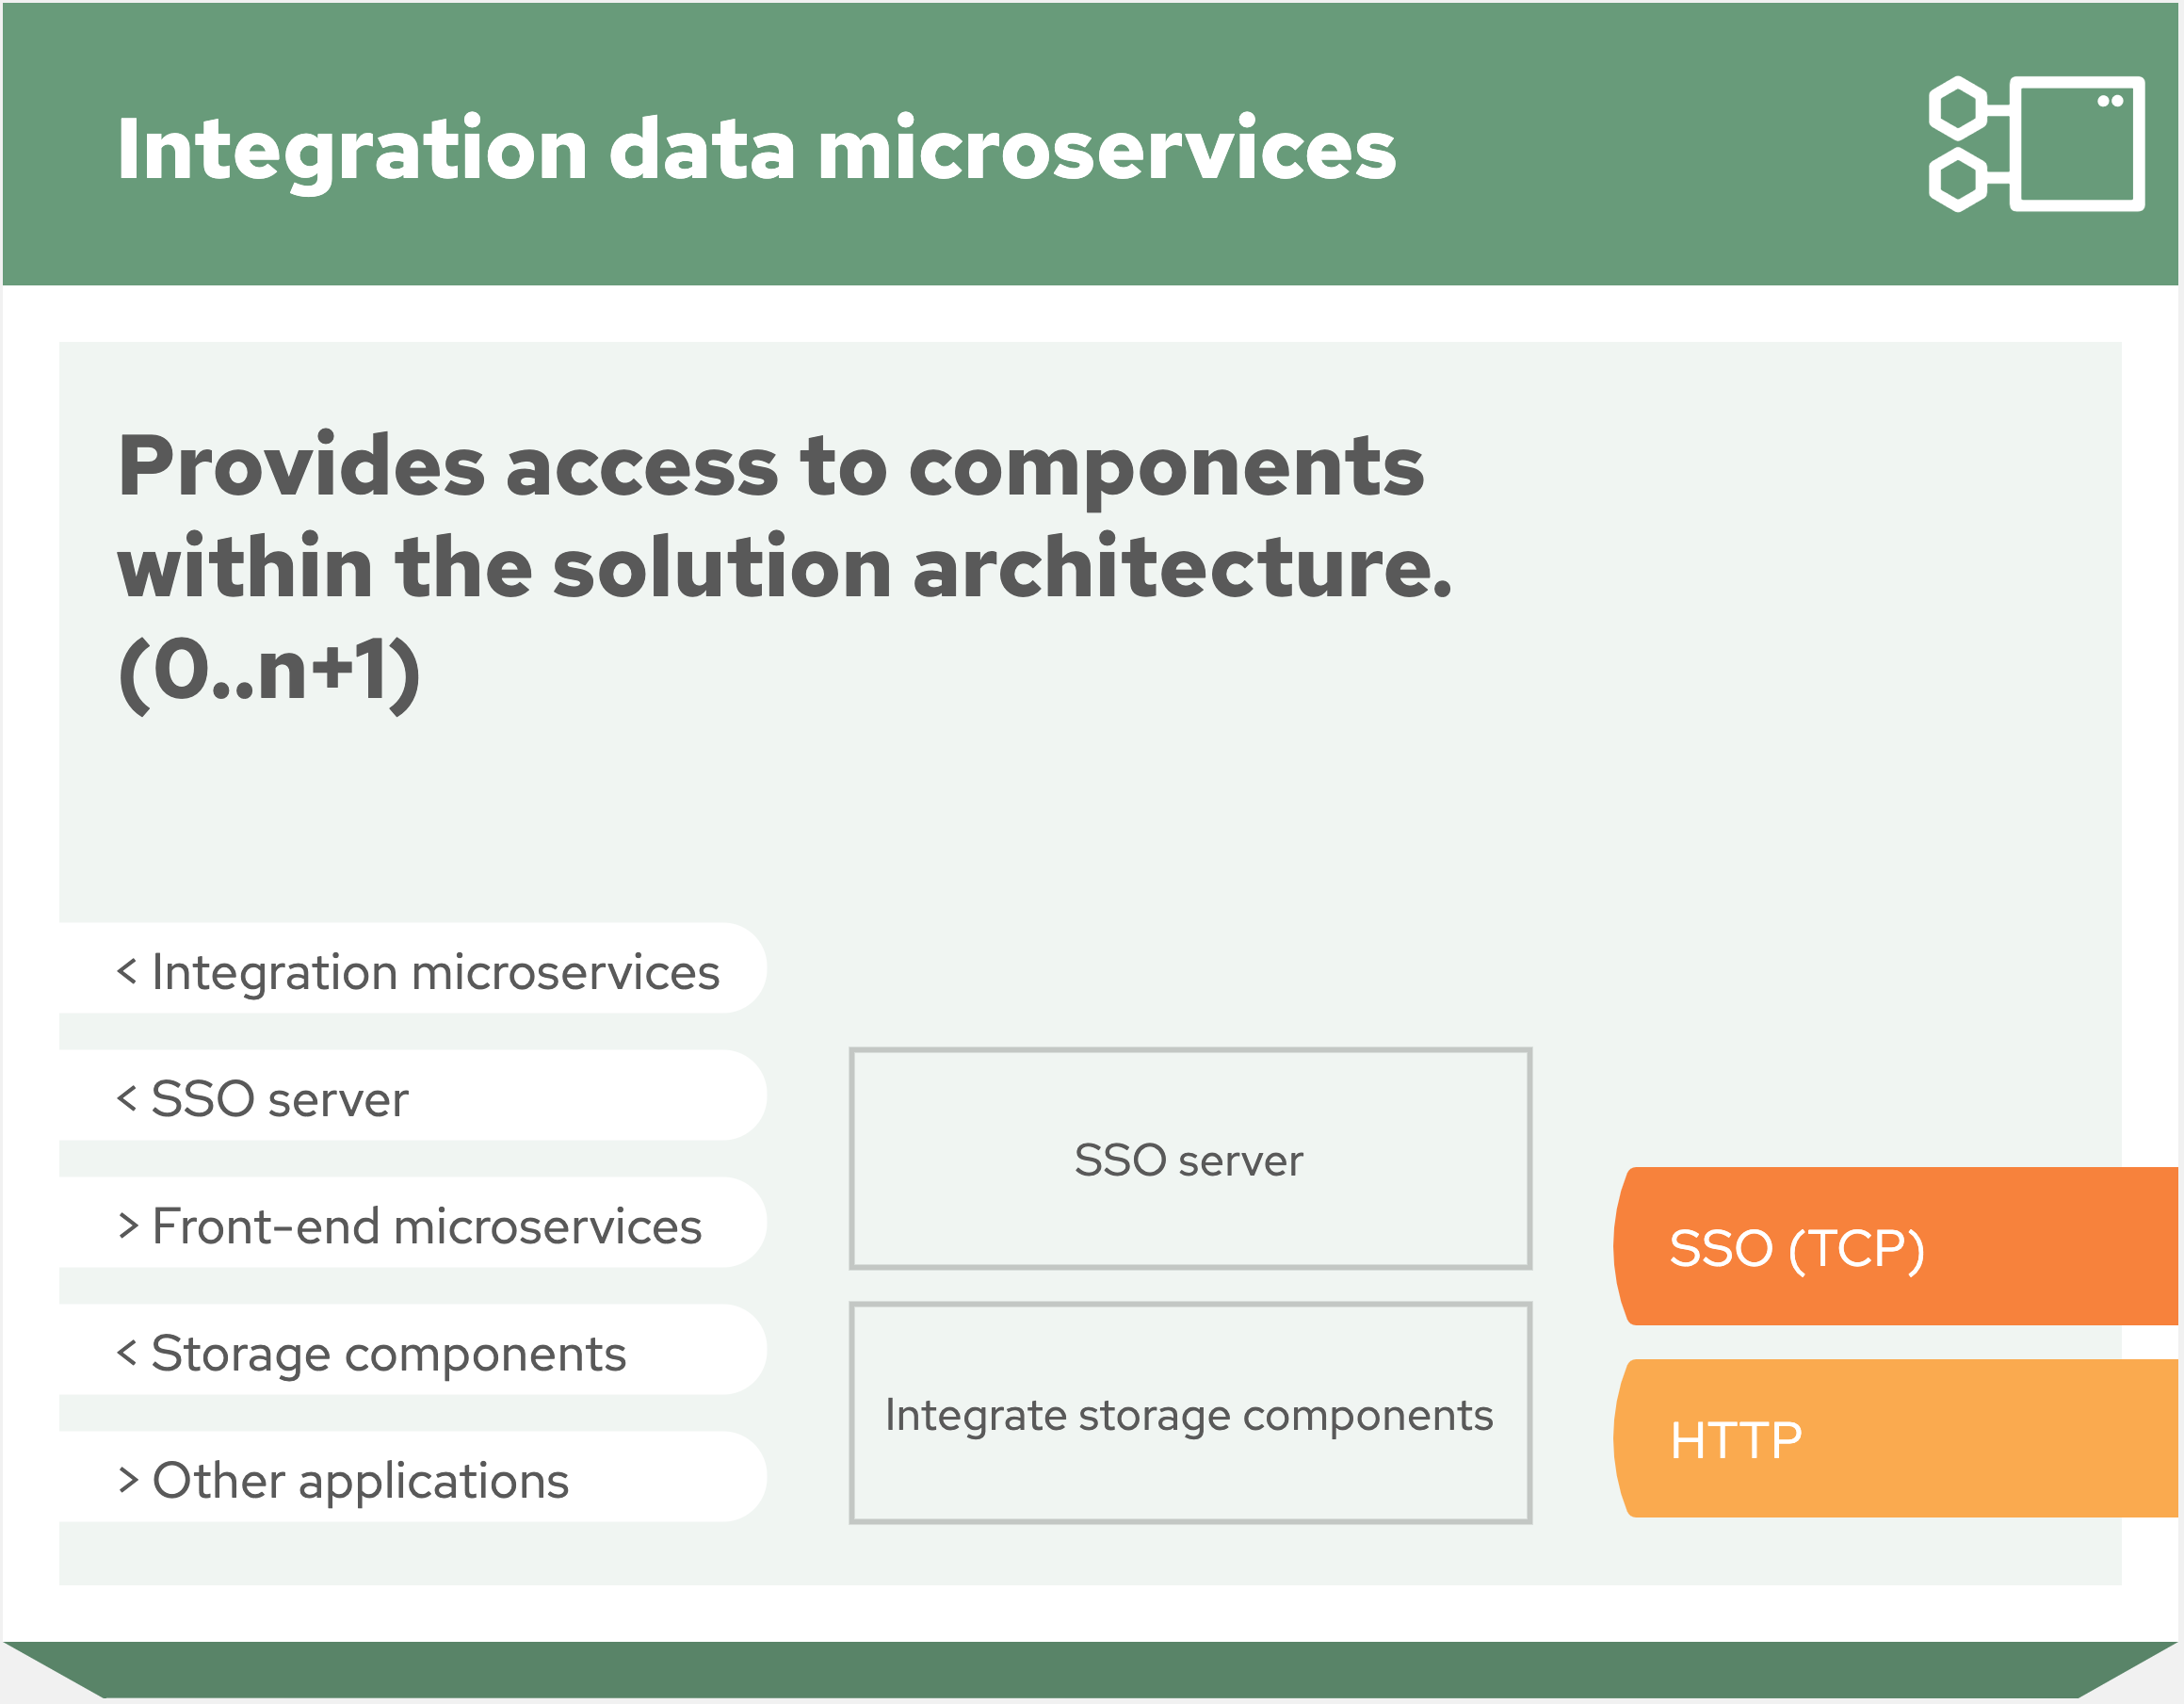 Integration data microservices
Provides access to components
within the solution architecture.
(0..n+1)
< Integration microservices
< SSO server
> Front-end microservices
< Storage components
> Other applications
SSO server
Integrate storage components
SSO (TCP)
HTTP